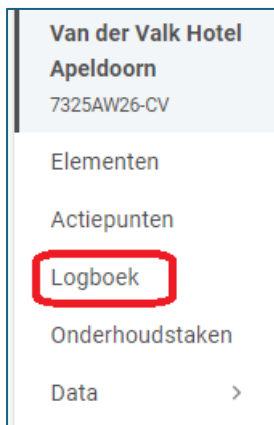 Van der Valk Hotel
Apeldoorn
7325AW26-CV
Elementen
Actiepunten
Logboek
Onderhoudstaken
Data